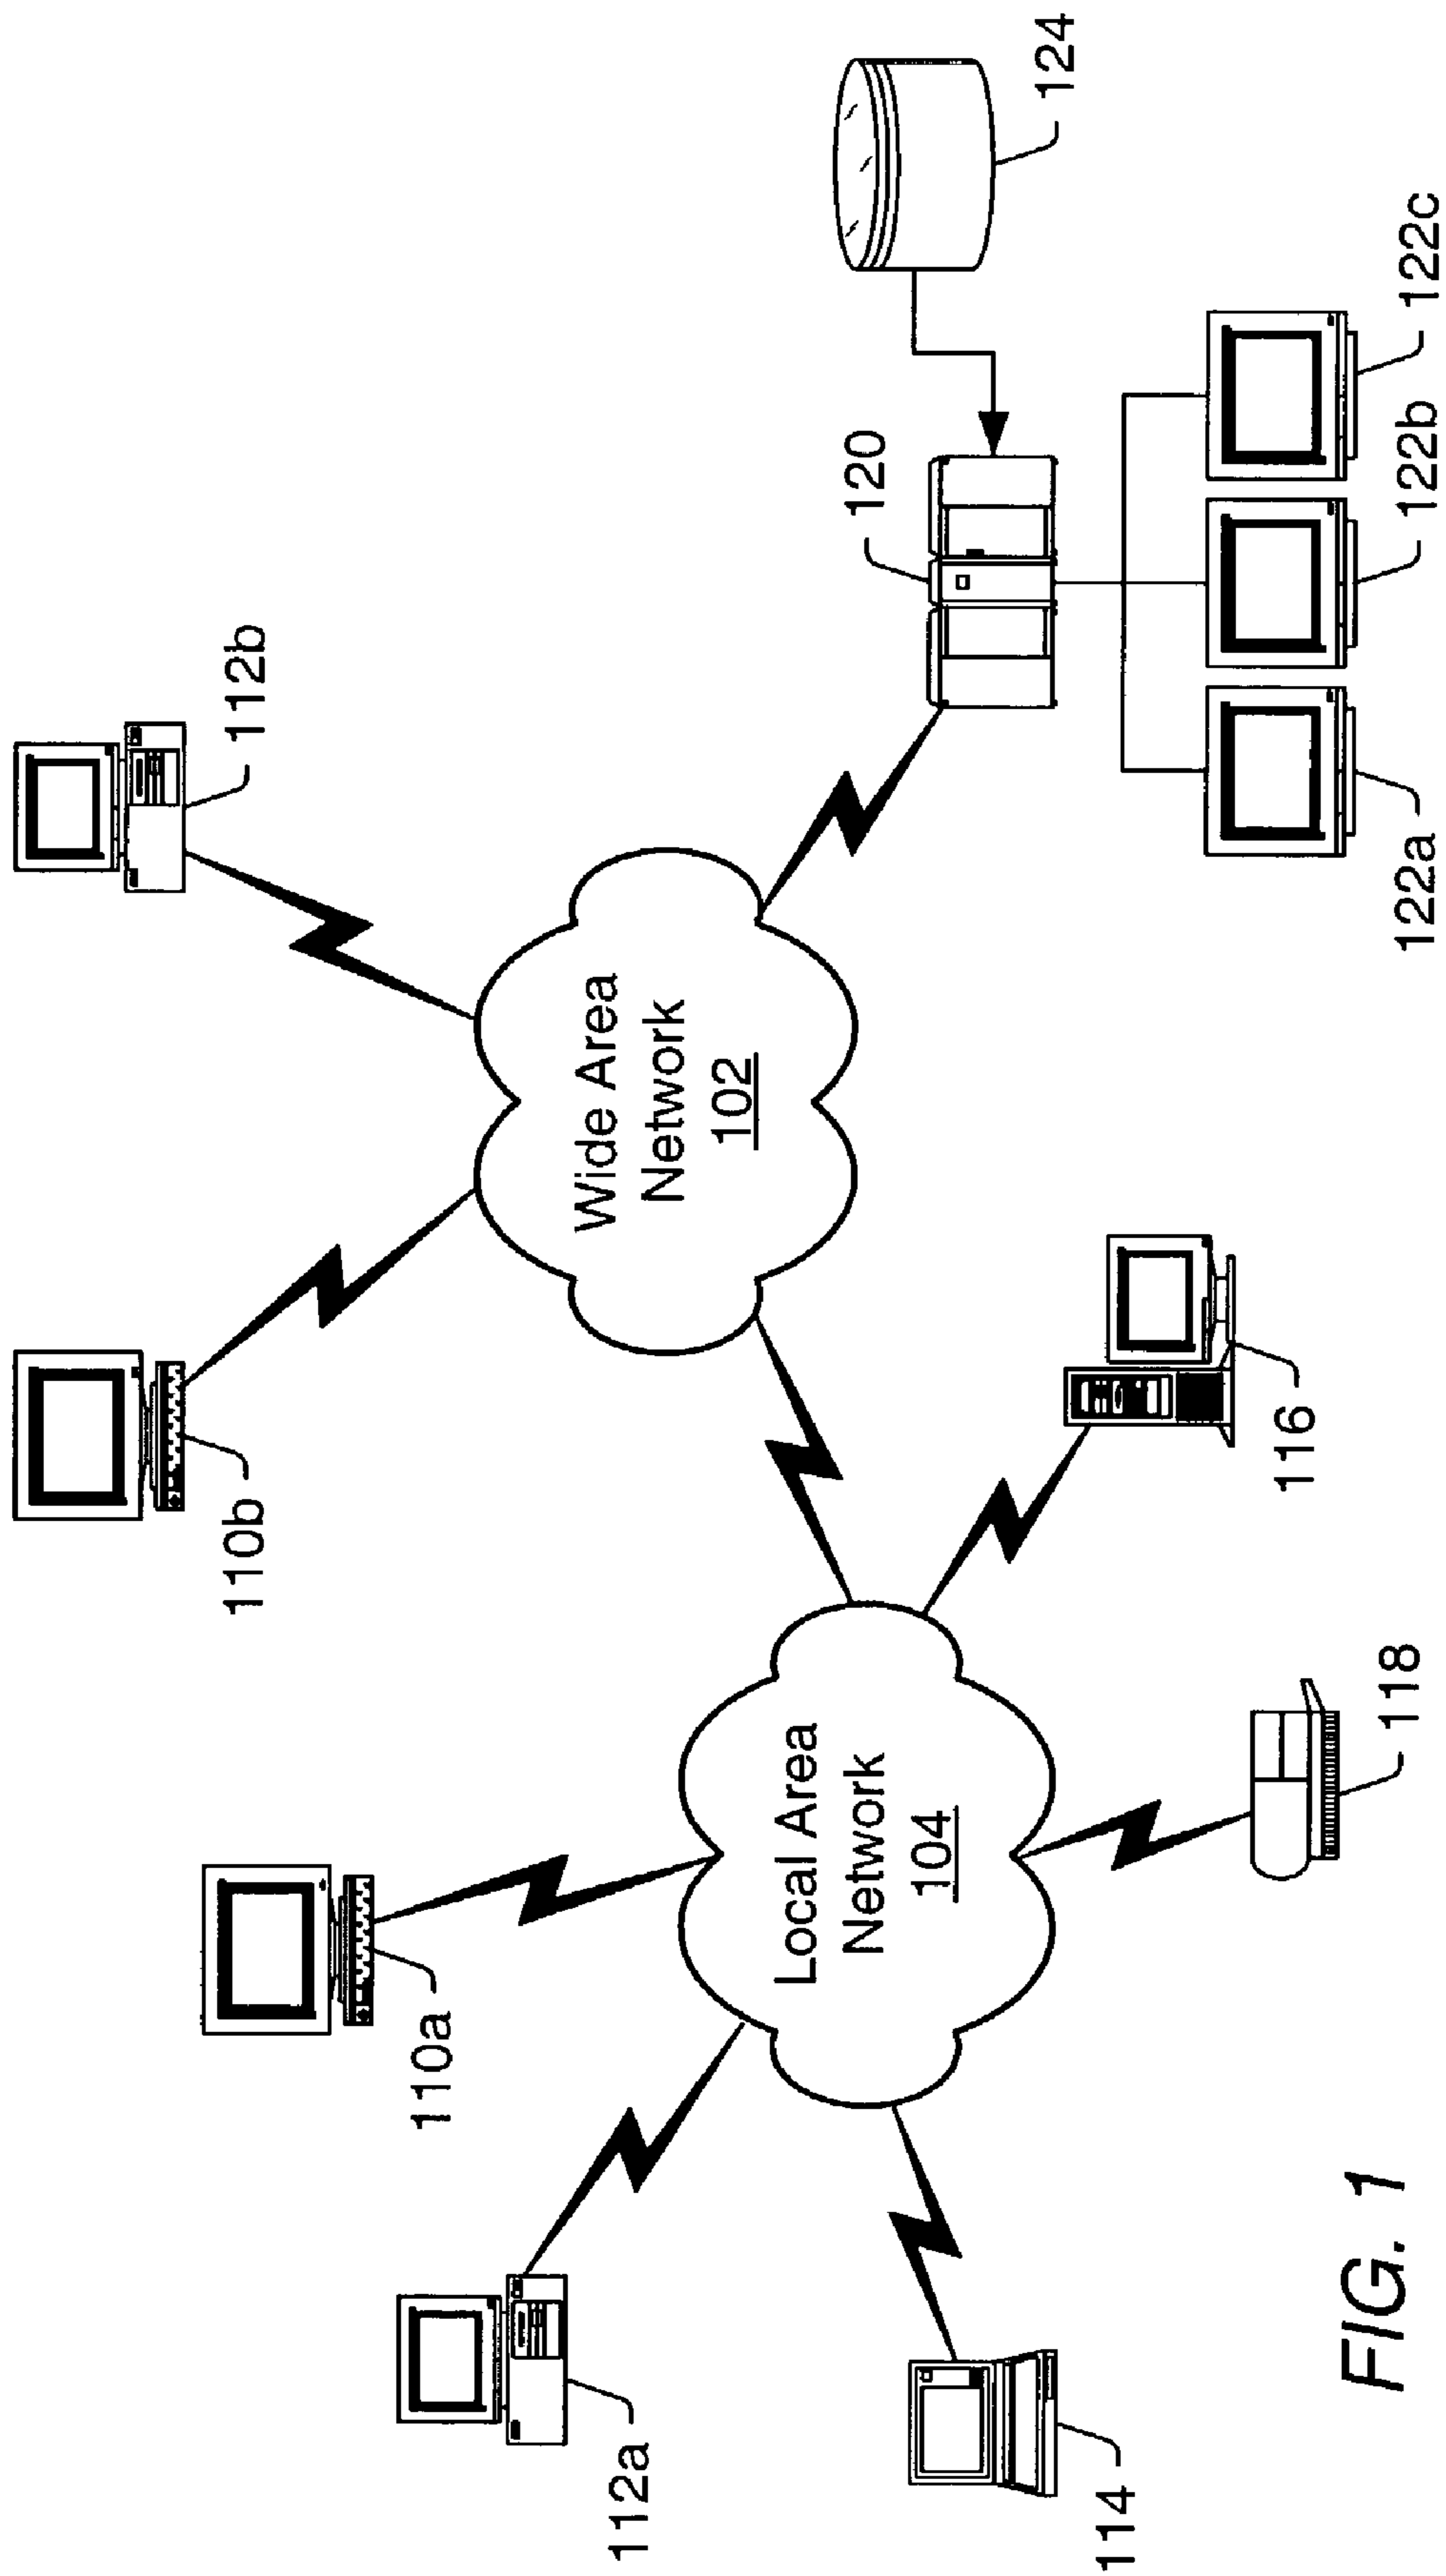 110b
112b
110a
112a
Wide Area
Network
102
120
124
Local Area
Network
104
114
116
118
122a
122b
122c
FIG. 1